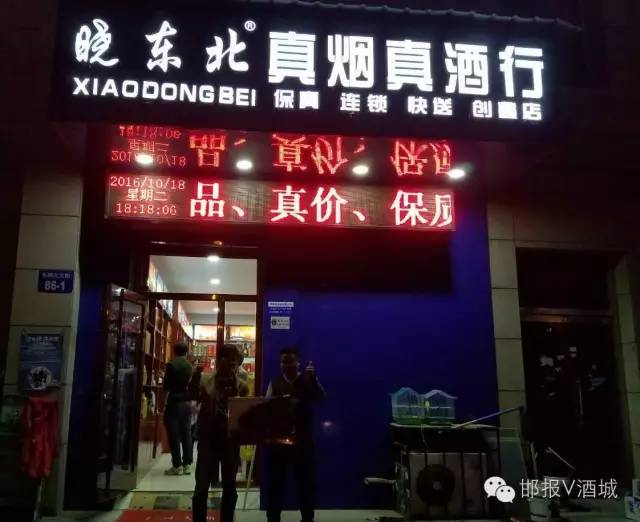 晓东北®真烟真酒行
XIAODONGBEI 保真 连锁 快送 创意店
2016/10/18
星期二
18:18:06
品、真价、保质
86-1
邯报V酒城